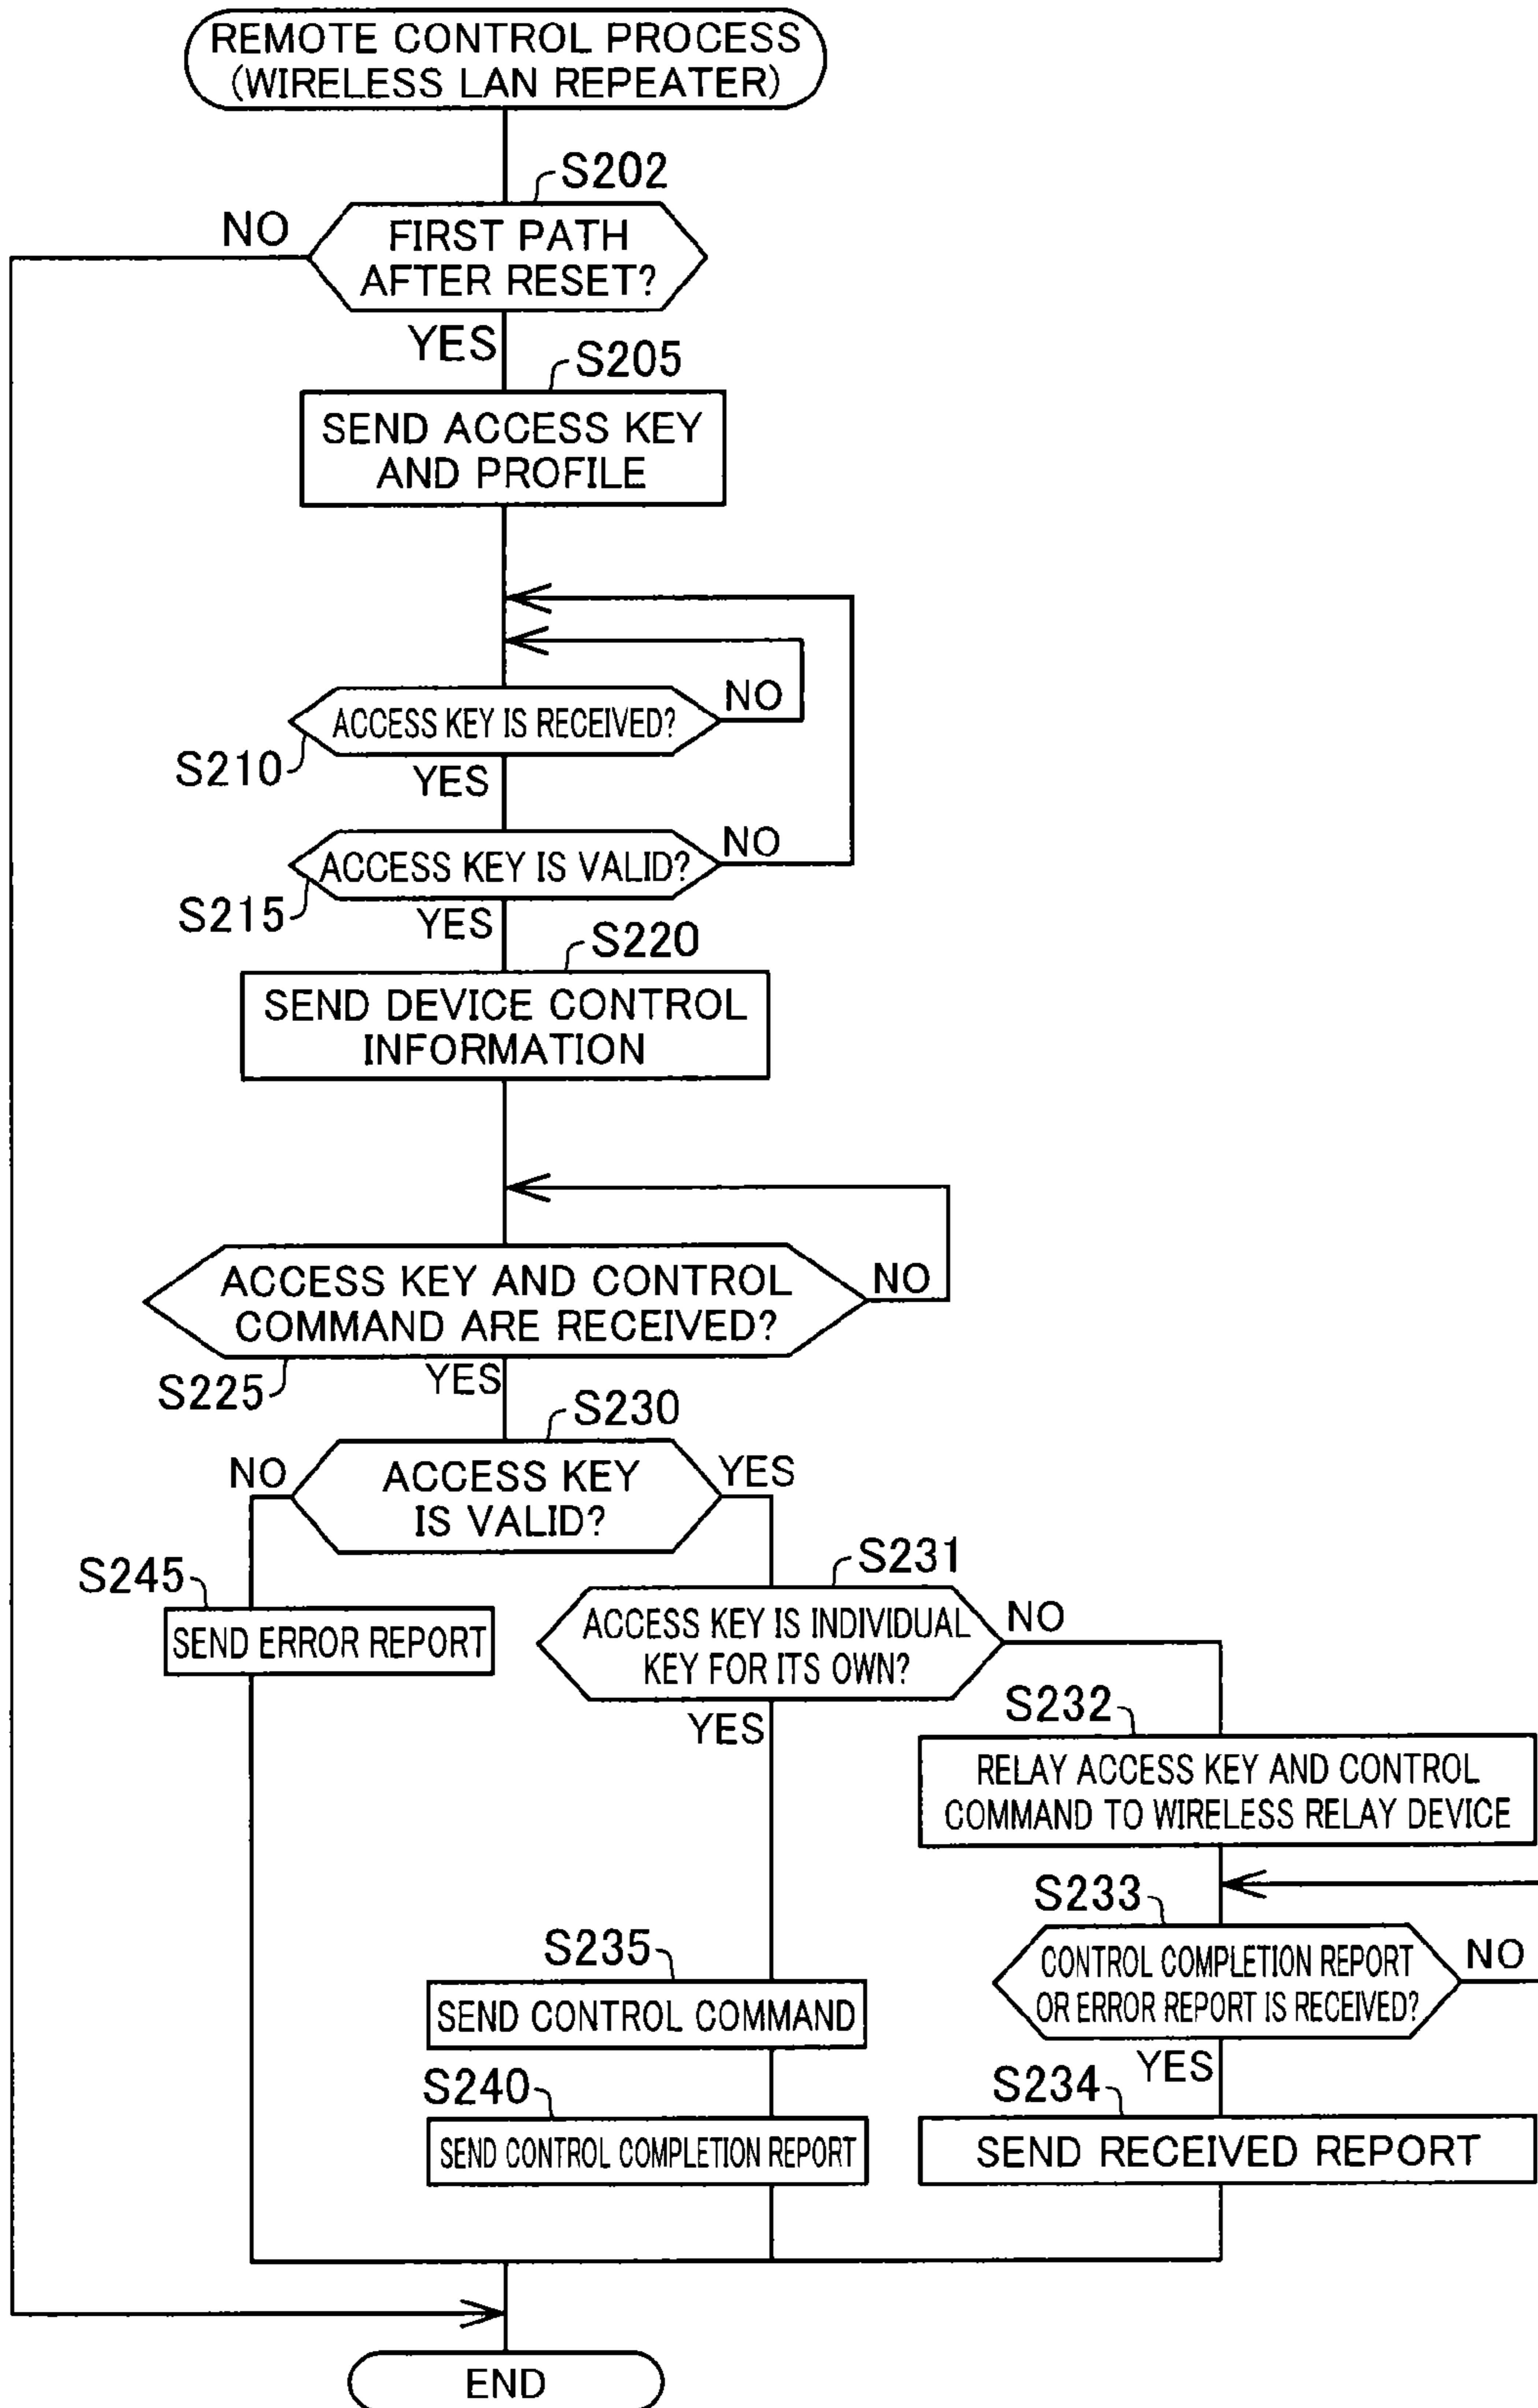 REMOTE CONTROL PROCESS
(WIRELESS LAN REPEATER)
S202
NO
FIRST PATH
AFTER RESET?
YES
S205
SEND ACCESS KEY
AND PROFILE
ACCESS KEY IS RECEIVED?
NO
S210
YES
ACCESS KEY IS VALID?
NO
S215
YES
S220
SEND DEVICE CONTROL
INFORMATION
ACCESS KEY AND CONTROL
COMMAND ARE RECEIVED?
NO
S225
YES
S230
NO
ACCESS KEY
IS VALID?
YES
S245
SEND ERROR REPORT
S231
ACCESS KEY IS INDIVIDUAL
KEY FOR ITS OWN?
NO
YES
S232
RELAY ACCESS KEY AND CONTROL
COMMAND TO WIRELESS RELAY DEVICE
S233
CONTROL COMPLETION REPORT
OR ERROR REPORT IS RECEIVED?
NO
YES
S235
SEND CONTROL COMMAND
S240
SEND CONTROL COMPLETION REPORT
S234
SEND RECEIVED REPORT
END